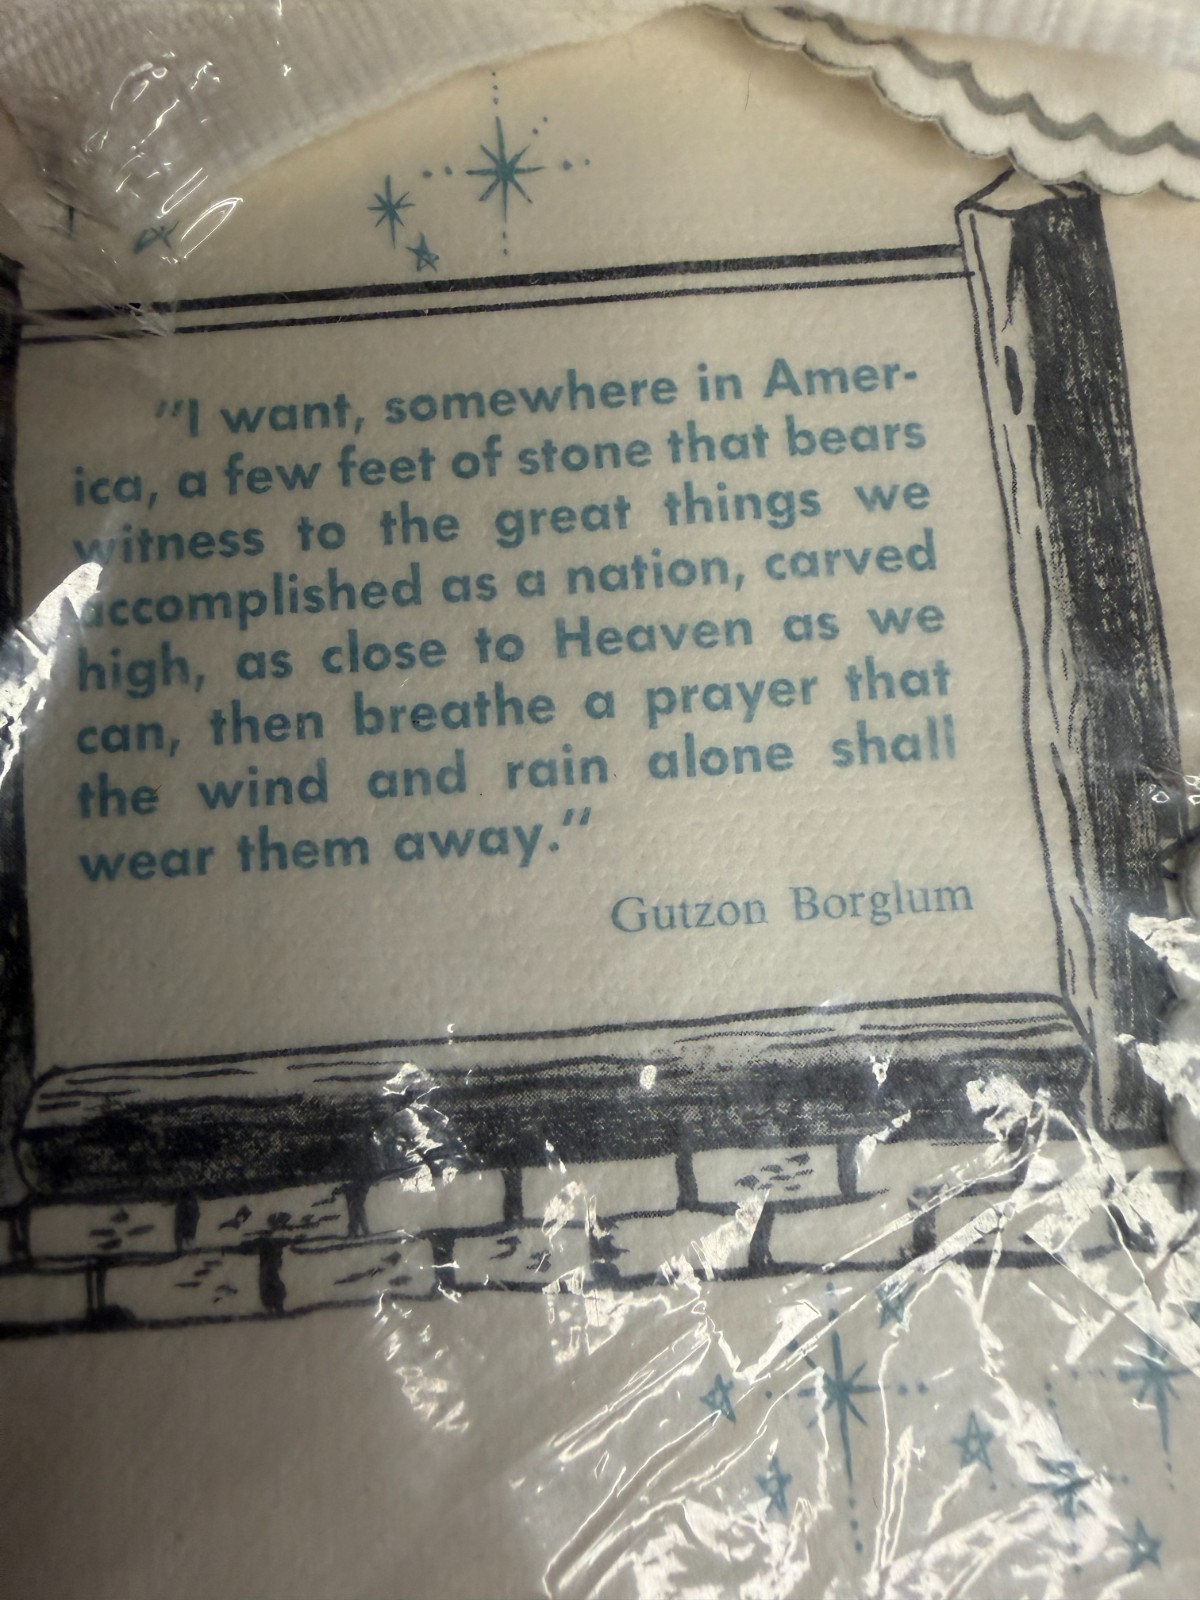 "I want, somewhere in Amer-
ica, a few feet of stone that bears
witness to the great things we
accomplished as a nation, carved
high, as close to Heaven as we
can, then breathe a prayer that
the wind and rain alone shall
wear them away."
Gutzon Borglum